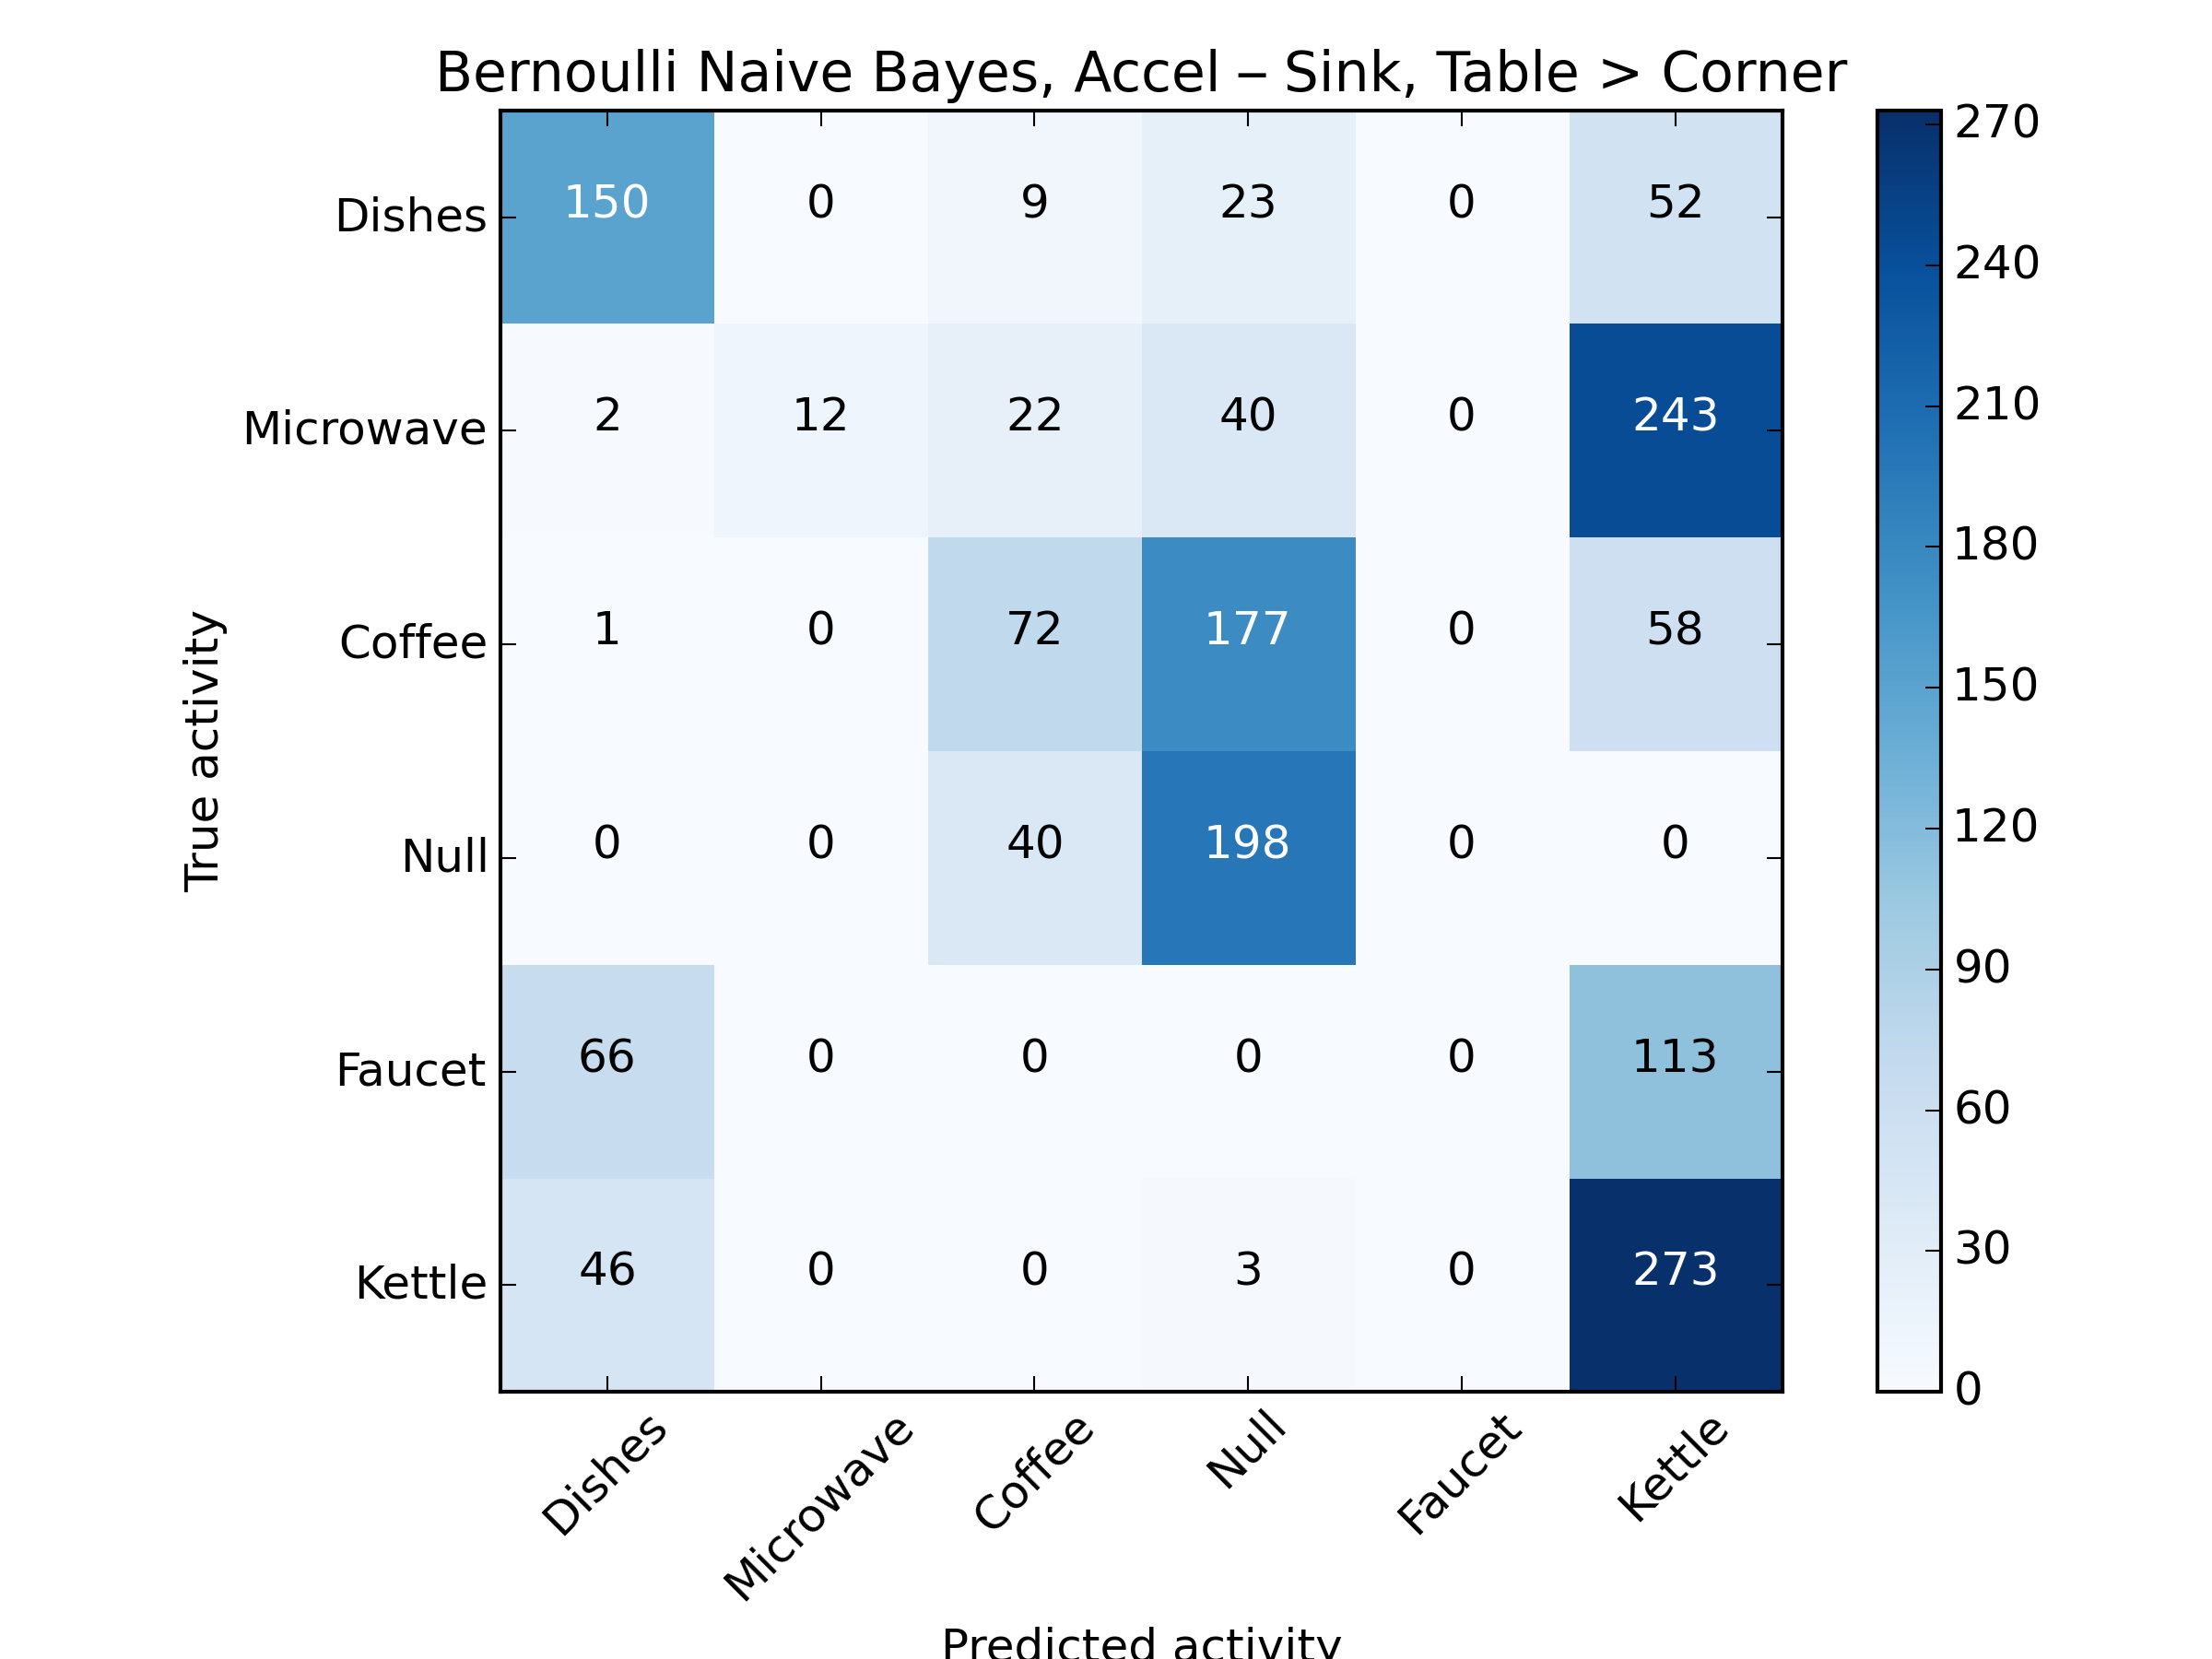 Bernoulli Naive Bayes, Accel – Sink, Table > Corner
Dishes 150 0 9 23 0 52
Microwave 2 12 22 40 0 243
Coffee 1 0 72 177 0 58
Null 0 0 40 198 0 0
Faucet 66 0 0 0 0 113
Kettle 46 0 0 3 0 273
True activity
Dishes Microwave Coffee Null Faucet Kettle
Predicted activity
270
240
210
180
150
120
90
60
30
0